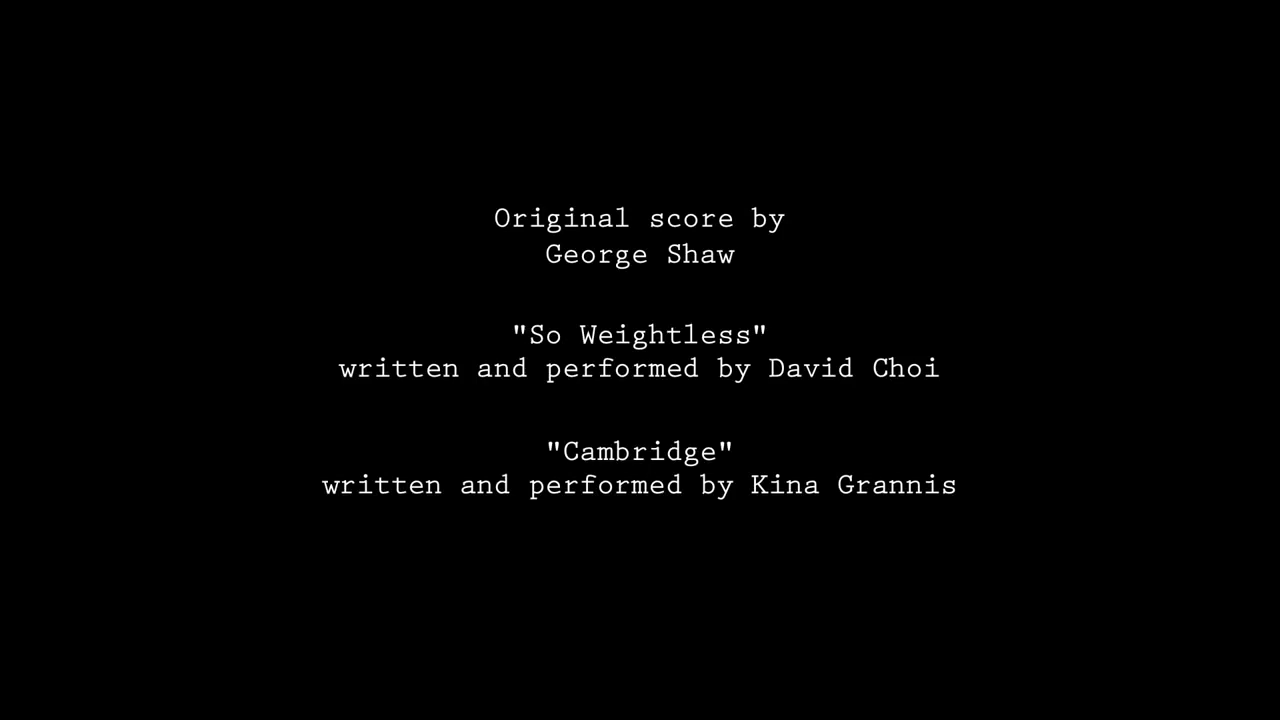 Original score by
George Shaw
"So Weightless"
written and performed by David Choi
"Cambridge"
written and performed by Kina Grannis